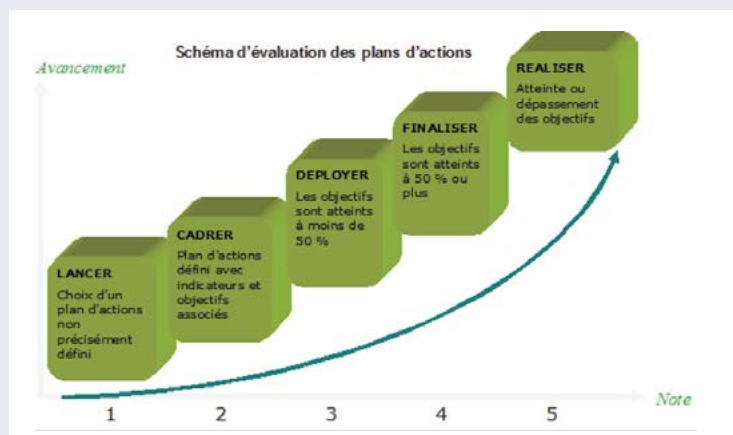 Schéma d'évaluation des plans d'actions
Avancement
REALISER
Atteinte ou
dépassement
des objectifs
FINALISER
Les objectifs
sont atteints
à 50 % ou
plus
DEPLOYER
Les objectifs
sont atteints
à moins de
50 %
CADRER
Plan d'actions
défini avec
indicateurs et
objectifs
associés
LANCER
Choix d'un
plan d'actions
non
précisément
défini
Note
1 2 3 4 5